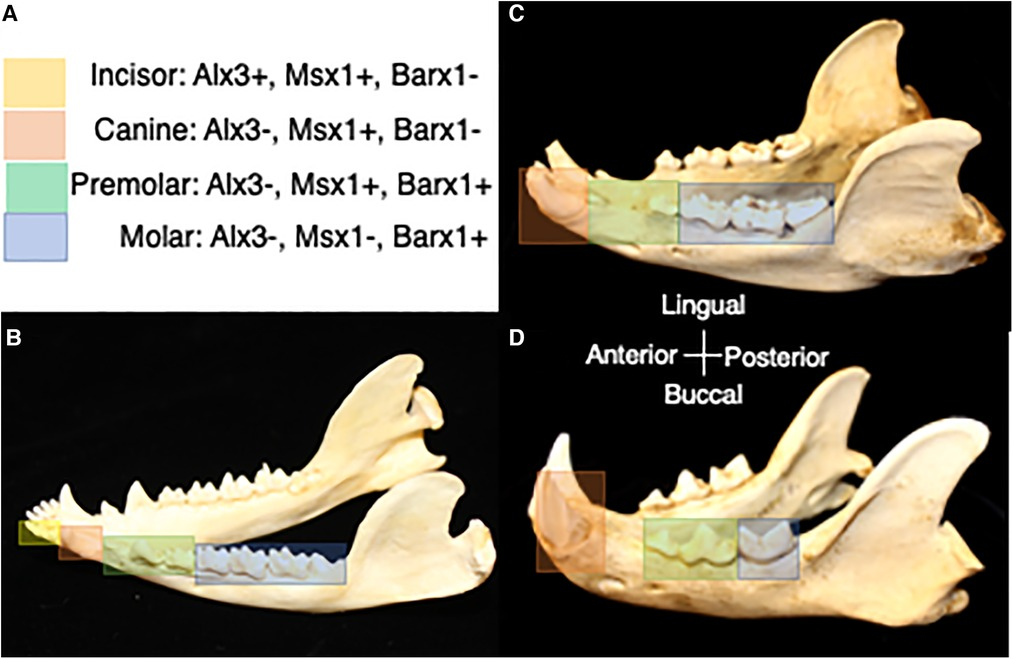 A
Incisor: Alx3+, Msx1+, Barx1-
Canine: Alx3-, Msx1+, Barx1-
Premolar: Alx3-, Msx1+, Barx1+
Molar: Alx3-, Msx1-, Barx1+
B
C
Lingual
Anterior
Posterior
Buccal
D